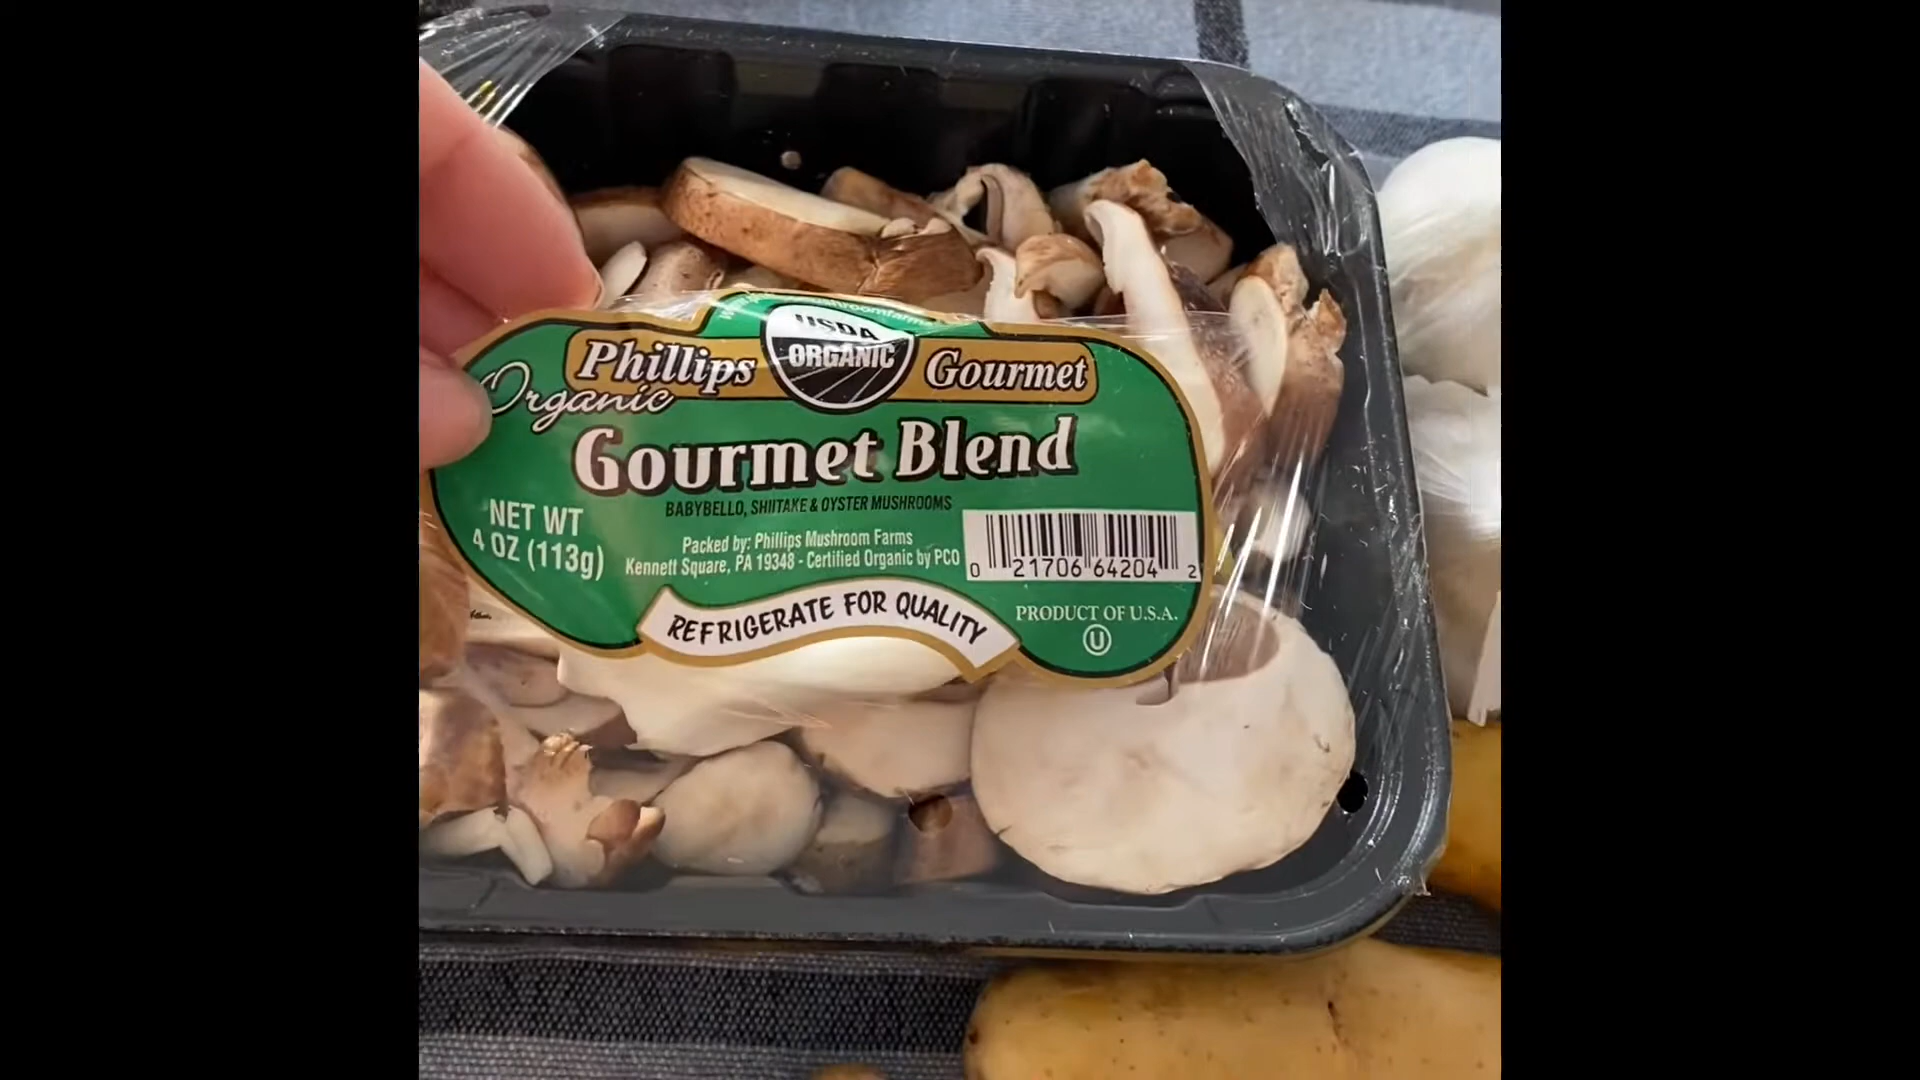 USDA
ORGANIC
Phillips Gourmet
Organic
Gourmet Blend
BABYBELLO, SHIITAKE & OYSTER MUSHROOMS
NET WT
4 OZ (113g)
Packed by: Phillips Mushroom Farms
Kennett Square, PA 19348 - Certified Organic by PCO
0 21706 64204 2
REFRIGERATE FOR QUALITY
PRODUCT OF U.S.A.
U